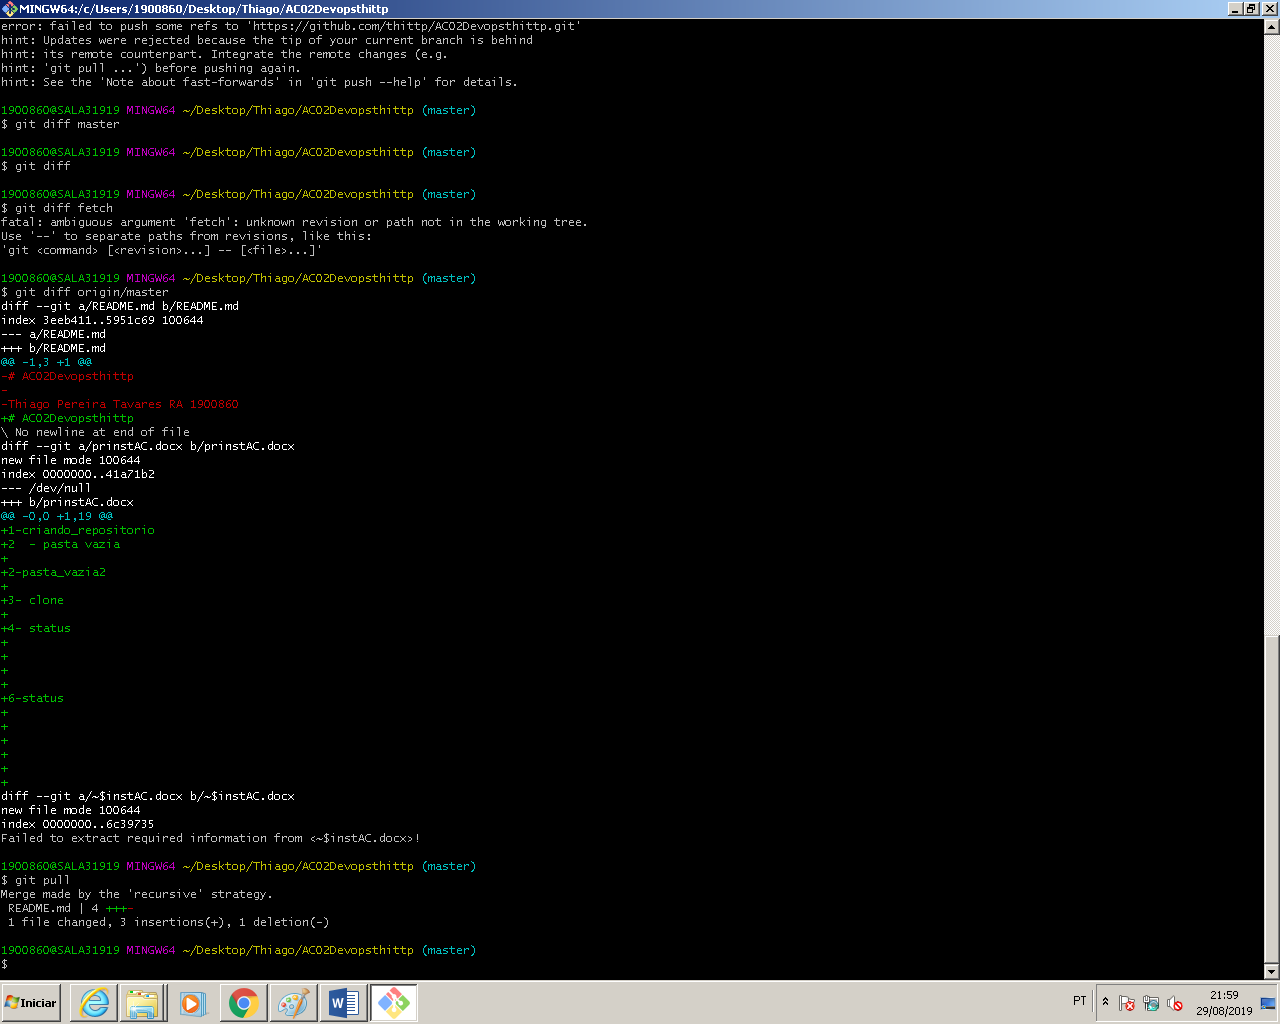 MINGW64:/c/Users/1900860/Desktop/Thiago/AC02Devopsthittp
error: failed to push some refs to 'https://github.com/thittp/AC02Devopsthittp.git'
hint: Updates were rejected because the tip of your current branch is behind
hint: its remote counterpart. Integrate the remote changes (e.g.
hint: 'git pull ...') before pushing again.
hint: See the 'Note about fast-forwards' in 'git push --help' for details.
1900860@SALA31919 MINGW64 ~/Desktop/Thiago/AC02Devopsthittp (master)
$ git diff master
1900860@SALA31919 MINGW64 ~/Desktop/Thiago/AC02Devopsthittp (master)
$ git diff
1900860@SALA31919 MINGW64 ~/Desktop/Thiago/AC02Devopsthittp (master)
$ git diff fetch
fatal: ambiguous argument 'fetch': unknown revision or path not in the working tree.
Use '--' to separate paths from revisions, like this:
'git <command> [<revision>...] -- [<file>...]'
1900860@SALA31919 MINGW64 ~/Desktop/Thiago/AC02Devopsthittp (master)
$ git diff origin/master
diff --git a/README.md b/README.md
index 3eeb411..5951c69 100644
--- a/README.md
+++ b/README.md
@@ -1,3 +1 @@
-# AC02Devopsthittp
-
-Thiago Pereira Tavares RA 1900860
+# AC02Devopsthittp
\ No newline at end of file
diff --git a/prinstAC.docx b/prinstAC.docx
new file mode 100644
index 0000000..41a71b2
--- /dev/null
+++ b/prinstAC.docx
@@ -0,0 +1,19 @@
+1-criando_repositorio
+2  - pasta vazia
+
+2-pasta_vazia2
+
+3- clone
+
+4- status
+
+
+
+
+6-status
+
+
+
+
+
+
diff --git a/~$instAC.docx b/~$instAC.docx
new file mode 100644
index 0000000..6c39735
Failed to extract required information from <~$instAC.docx>!
1900860@SALA31919 MINGW64 ~/Desktop/Thiago/AC02Devopsthittp (master)
$ git pull
Merge made by the 'recursive' strategy.
README.md | 4 +++-
1 file changed, 3 insertions(+), 1 deletion(-)
1900860@SALA31919 MINGW64 ~/Desktop/Thiago/AC02Devopsthittp (master)
$
Iniciar
PT
21:59
29/08/2019